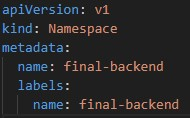 apiVersion: v1
kind: Namespace
metadata:
  name: final-backend
  labels:
    name: final-backend